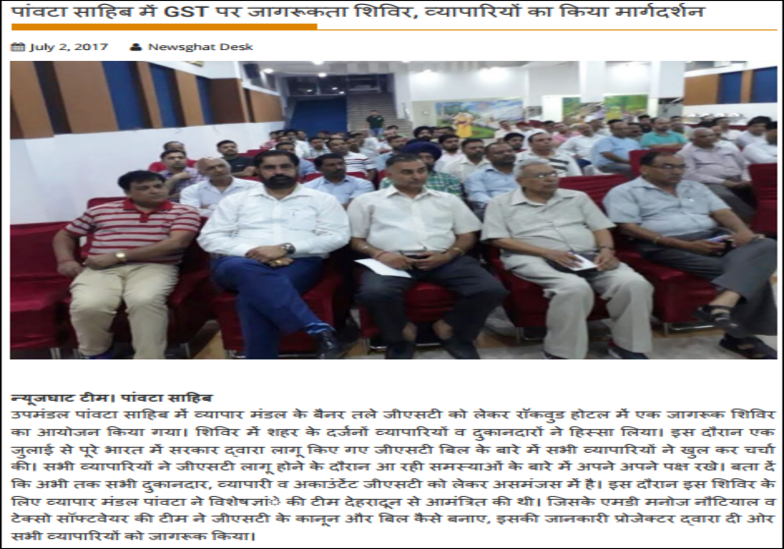 पांवटा साहिब में GST पर जागरूकता शिविर, व्यापारियों का किया मार्गदर्शन
July 2, 2017 Newsghat Desk
न्यूजघाट टीम। पांवटा साहिब
उपमंडल पांवटा साहिब में व्यापार मंडल के बैनर तले जीएसटी को लेकर रॉकवुड होटल में एक जागरूक शिविर
का आयोजन किया गया। शिविर में शहर के दर्जनों व्यापारियों व दुकानदारों ने हिस्सा लिया। इस दौरान एक
जुलाई से पूरे भारत में सरकार द्वारा लागू किए गए जीएसटी बिल के बारे में सभी व्यापारियों ने खुल कर चर्चा
की। सभी व्यापारियों ने जीएसटी लागू होने के दौरान आ रही समस्याओं के बारे में अपने अपने पक्ष रखे। बता दें
कि अभी तक सभी दुकानदार, व्यापारी व अकाउंटेंट जीएसटी को लेकर असमंजस में है। इस दौरान इस शिविर के
लिए व्यापार मंडल पांवटा ने विशेषज्ञांे की टीम देहरादून से आमंत्रित की थी। जिसके एमडी मनोज नौटियाल व
टेक्सो सॉफ्टवेयर की टीम ने जीएसटी के कानून और बिल कैसे बनाए, इसकी जानकारी प्रोजेक्टर द्वारा दी ओर
सभी व्यापारियों को जागरूक किया।